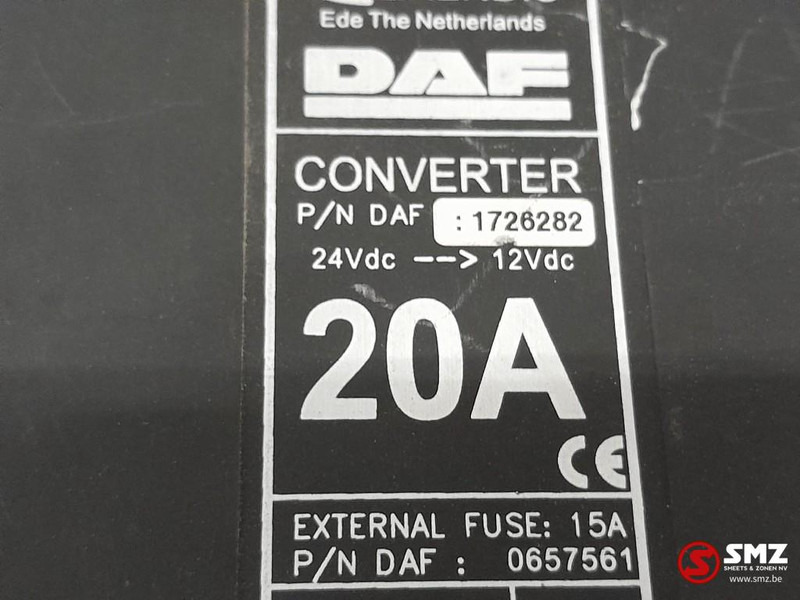 Ede The Netherlands
DAF
CONVERTER
P/N DAF : 1726282
24Vdc --> 12Vdc
20A
CE
EXTERNAL FUSE: 15A
P/N DAF : 0657561
SMZ
SMEETS & ZONEN NV
www.smz.be